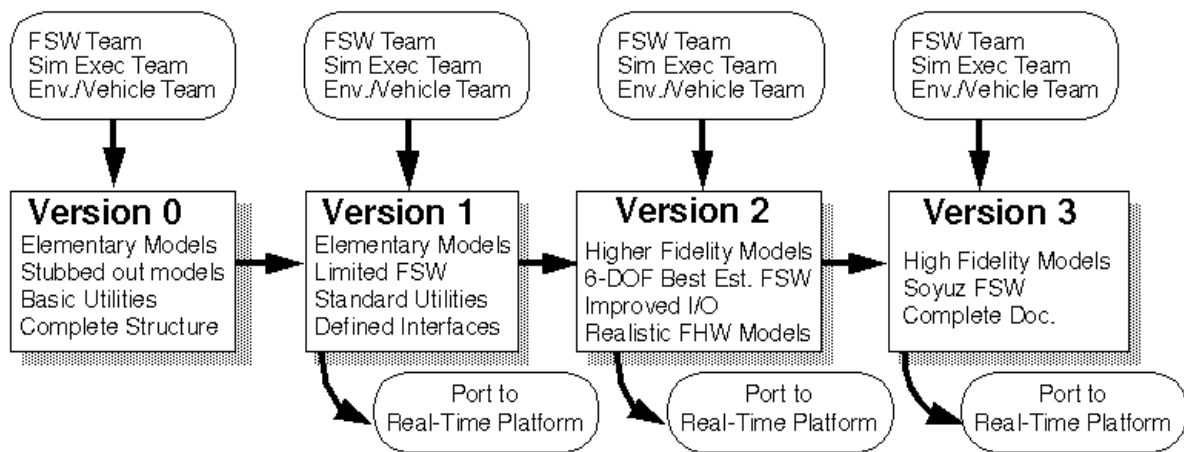 FSW Team
Sim Exec Team
Env./Vehicle Team
FSW Team
Sim Exec Team
Env./Vehicle Team
FSW Team
Sim Exec Team
Env./Vehicle Team
FSW Team
Sim Exec Team
Env./Vehicle Team
Version 0
Elementary Models
Stubbed out models
Basic Utilities
Complete Structure
Version 1
Elementary Models
Limited FSW
Standard Utilities
Defined Interfaces
Version 2
Higher Fidelity Models
6-DOF Best Est. FSW
Improved I/O
Realistic FHW Models
Version 3
High Fidelity Models
Soyuz FSW
Complete Doc.
Port to
Real-Time Platform
Port to
Real-Time Platform
Port to
Real-Time Platform